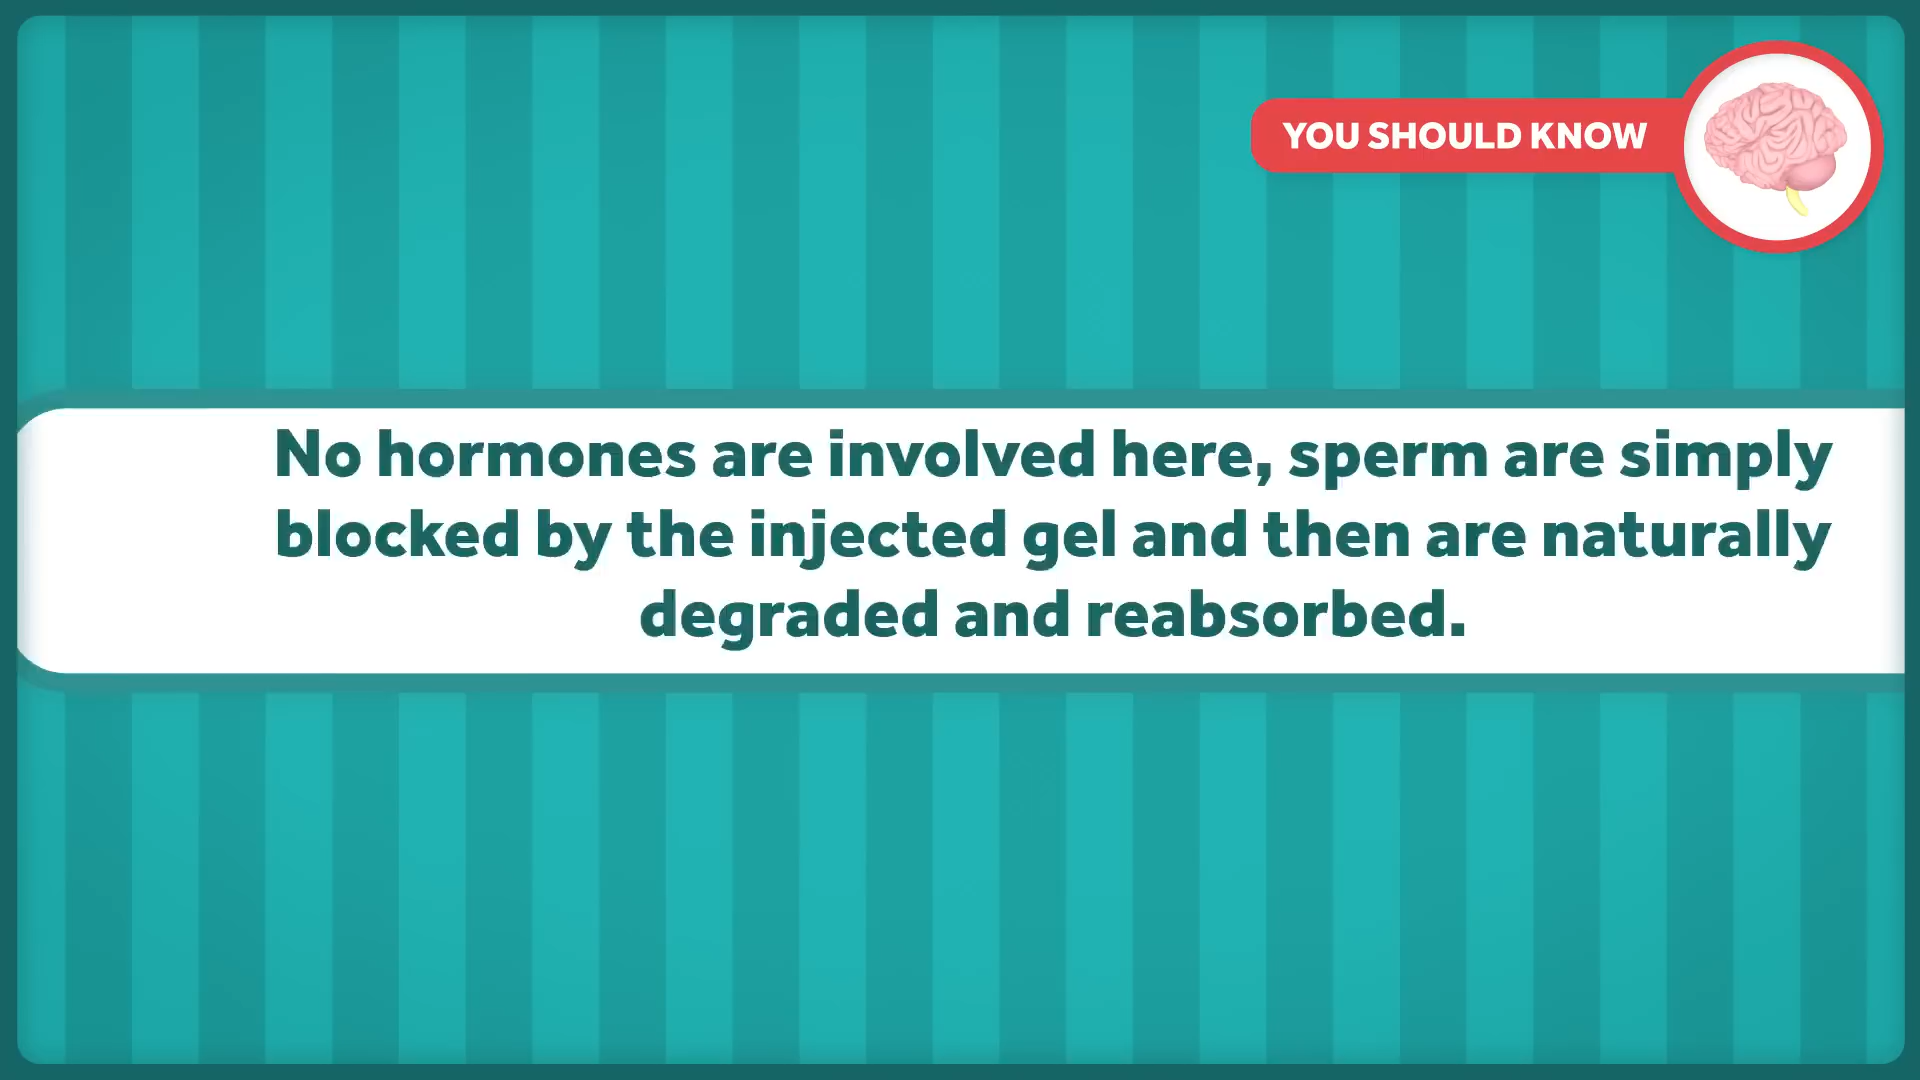 YOU SHOULD KNOW
No hormones are involved here, sperm are simply
blocked by the injected gel and then are naturally
degraded and reabsorbed.